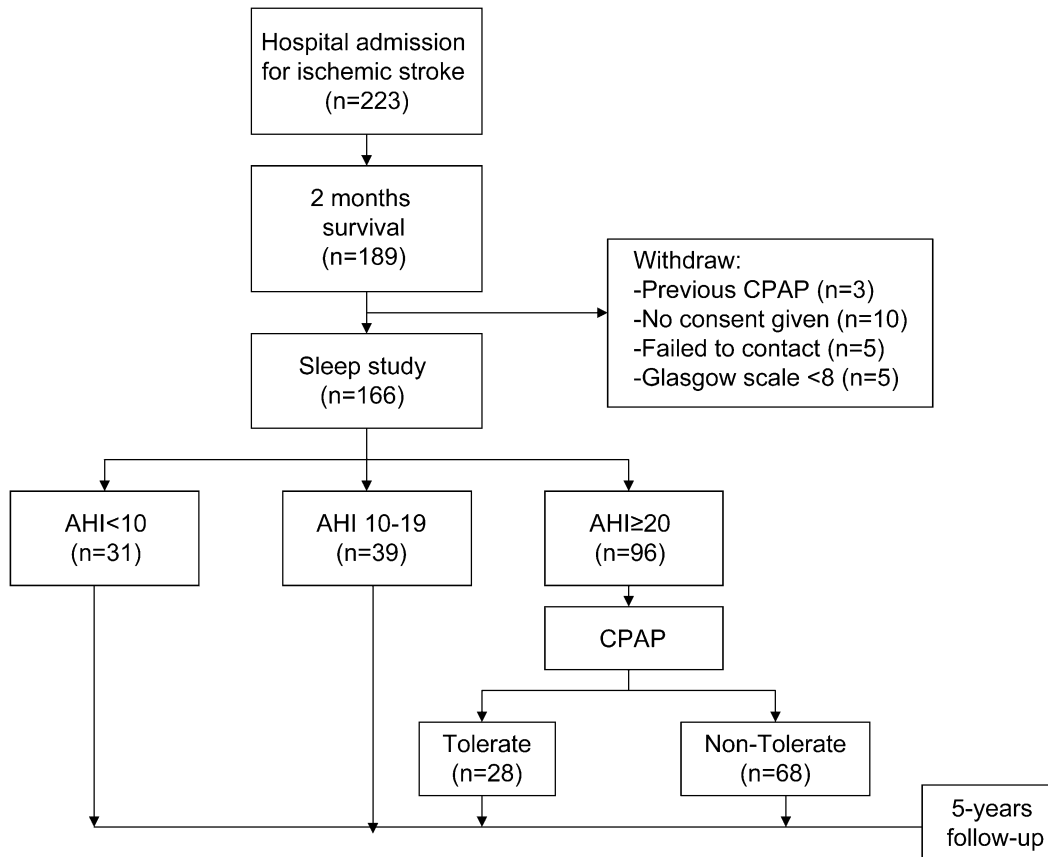 Hospital admission
for ischemic stroke
(n=223)
2 months
survival
(n=189)
Withdraw:
-Previous CPAP (n=3)
-No consent given (n=10)
-Failed to contact (n=5)
-Glasgow scale <8 (n=5)
Sleep study
(n=166)
AHI<10
(n=31)
AHI 10-19
(n=39)
AHI≥20
(n=96)
CPAP
Tolerate
(n=28)
Non-Tolerate
(n=68)
5-years
follow-up